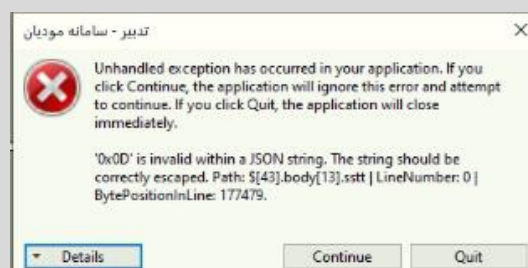 تدبیر - سامانه مودیان
Unhandled exception has occurred in your application. If you
click Continue, the application will ignore this error and attempt
to continue. If you click Quit, the application will close
immediately.
'0x0D' is invalid within a JSON string. The string should be
correctly escaped. Path: $[43].body[13].sstt | LineNumber: 0 |
BytePositionInLine: 177479.
Details
Continue
Quit